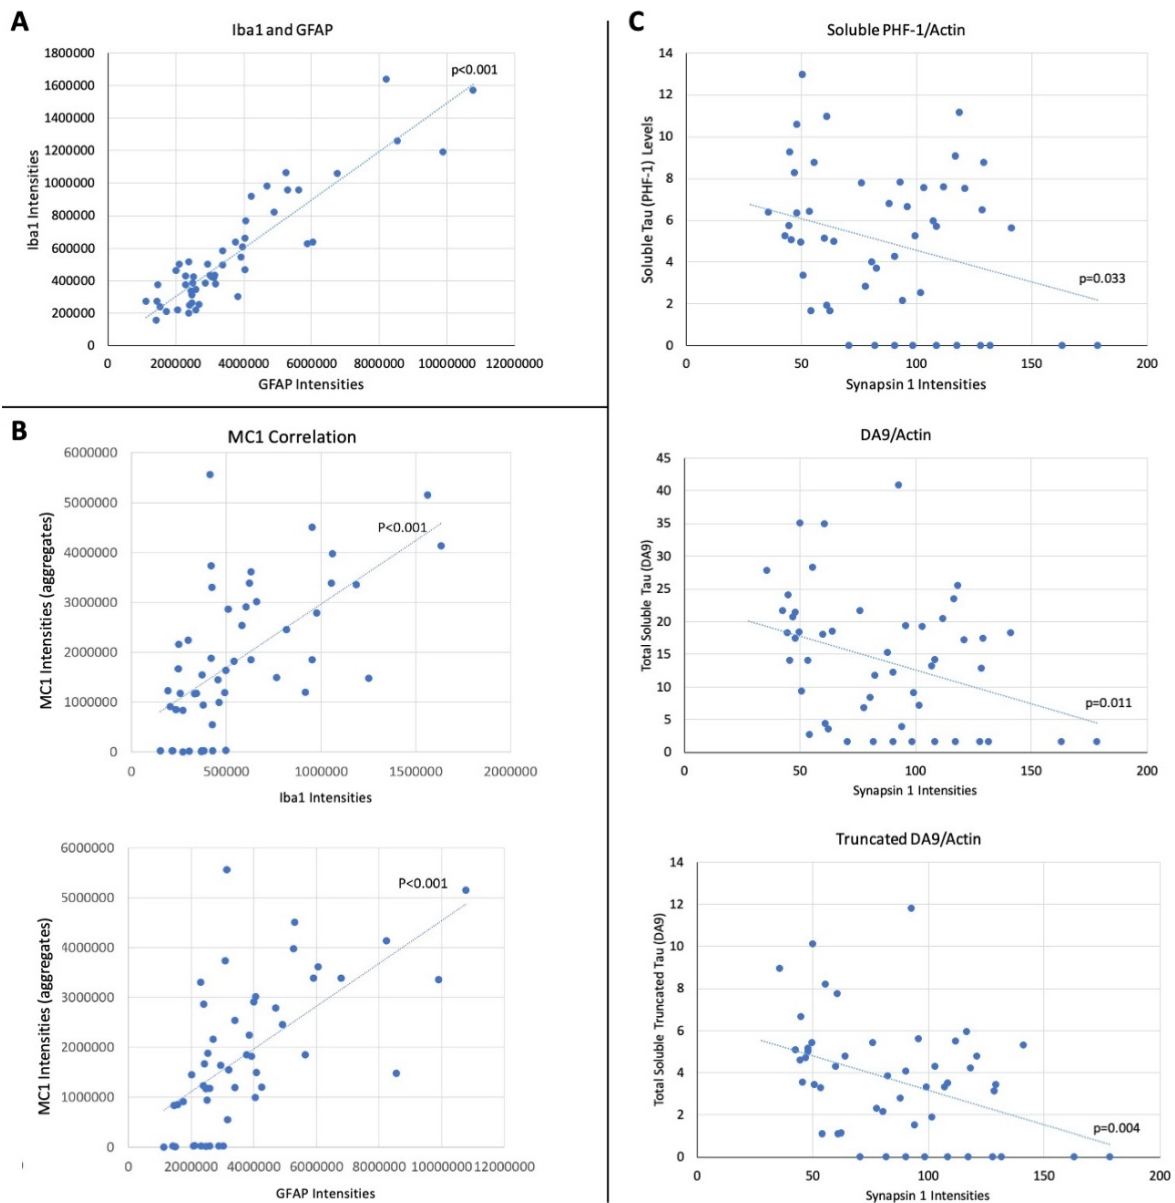 A
Iba1 and GFAP
1800000
1600000
1400000
1200000
1000000
800000
600000
400000
200000
0
Iba1 Intensities
p<0.001
0 2000000 4000000 6000000 8000000 10000000 12000000
GFAP Intensities
B
MC1 Correlation
6000000
5000000
4000000
3000000
2000000
1000000
0
MC1 Intensities (aggregates)
P<0.001
0 500000 1000000 1500000 2000000
Iba1 Intensities
6000000
5000000
4000000
3000000
2000000
1000000
0
MC1 Intensities (aggregates)
P<0.001
0 2000000 4000000 6000000 8000000 10000000 12000000
GFAP Intensities
C
Soluble PHF-1/Actin
14
12
10
8
6
4
2
0
Soluble Tau (PHF-1) Levels
p=0.033
0 50 100 150 200
Synapsin 1 Intensities
DA9/Actin
45
40
35
30
25
20
15
10
5
0
Total Soluble Tau (DA9)
p=0.011
0 50 100 150 200
Synapsin 1 Intensities
Truncated DA9/Actin
14
12
10
8
6
4
2
0
Total Soluble Truncated Tau (DA9)
p=0.004
0 50 100 150 200
Synapsin 1 Intensities